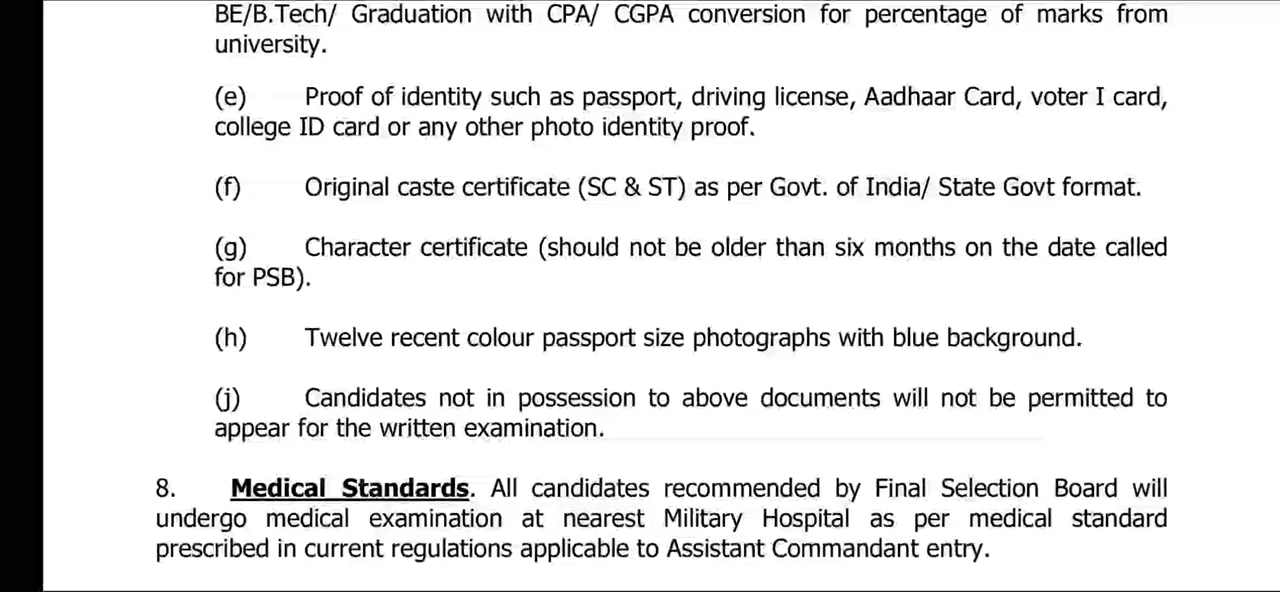 BE/B.Tech/ Graduation with CPA/ CGPA conversion for percentage of marks from
university.
(e) Proof of identity such as passport, driving license, Aadhaar Card, voter I card,
college ID card or any other photo identity proof.
(f) Original caste certificate (SC & ST) as per Govt. of India/ State Govt format.
(g) Character certificate (should not be older than six months on the date called
for PSB).
(h) Twelve recent colour passport size photographs with blue background.
(j) Candidates not in possession to above documents will not be permitted to
appear for the written examination.
8. Medical Standards. All candidates recommended by Final Selection Board will
undergo medical examination at nearest Military Hospital as per medical standard
prescribed in current regulations applicable to Assistant Commandant entry.